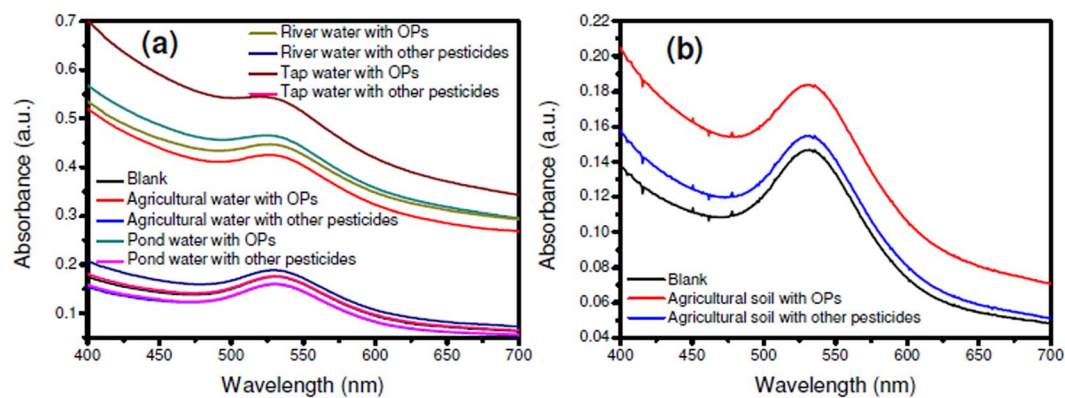 (a)
River water with OPs
River water with other pesticides
Tap water with OPs
Tap water with other pesticides
Blank
Agricultural water with OPs
Agricultural water with other pesticides
Pond water with OPs
Pond water with other pesticides
Absorbance (a.u.)
0.7
0.6
0.5
0.4
0.3
0.2
0.1
400 450 500 550 600 650 700
Wavelength (nm)
(b)
Absorbance (a.u.)
0.22
0.20
0.18
0.16
0.14
0.12
0.10
0.08
0.06
0.04
Blank
Agricultural soil with OPs
Agricultural soil with other pesticides
400 450 500 550 600 650 700
Wavelength (nm)